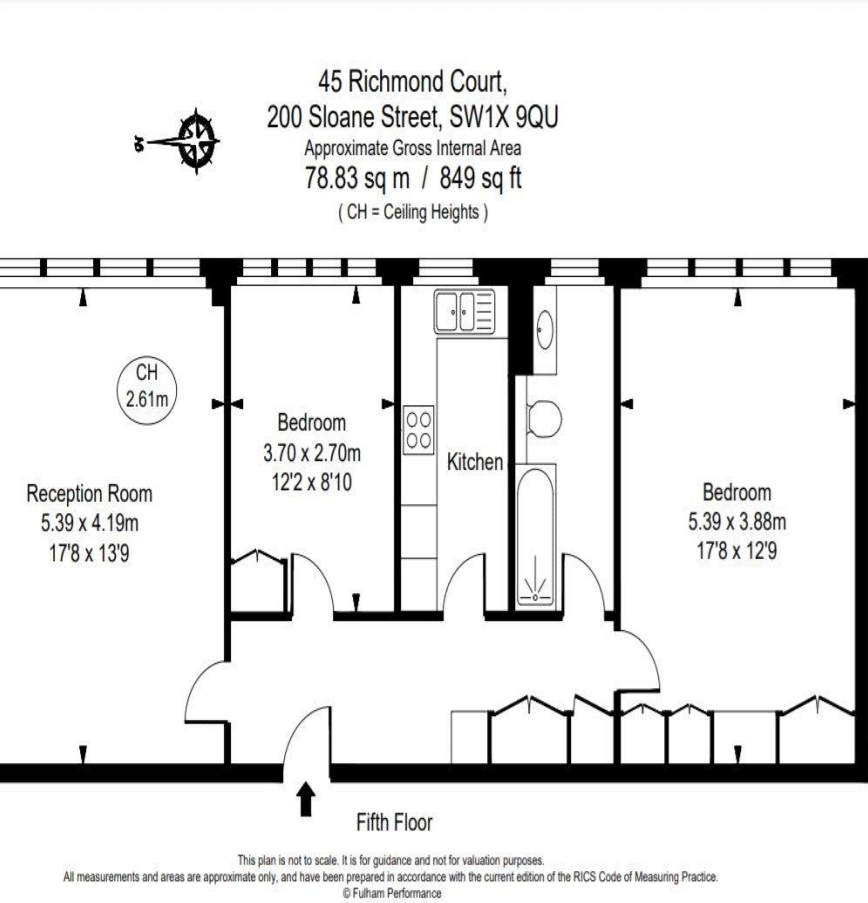 45 Richmond Court,
200 Sloane Street, SW1X 9QU
Approximate Gross Internal Area
78.83 sq m / 849 sq ft
( CH = Ceiling Heights )
CH
2.61m
Bedroom
3.70 x 2.70m
12'2 x 8'10
Kitchen
Reception Room
5.39 x 4.19m
17'8 x 13'9
Bedroom
5.39 x 3.88m
17'8 x 12'9
Fifth Floor
This plan is not to scale. It is for guidance and not for valuation purposes.
All measurements and areas are approximate only, and have been prepared in accordance with the current edition of the RICS Code of Measuring Practice.
© Fulham Performance